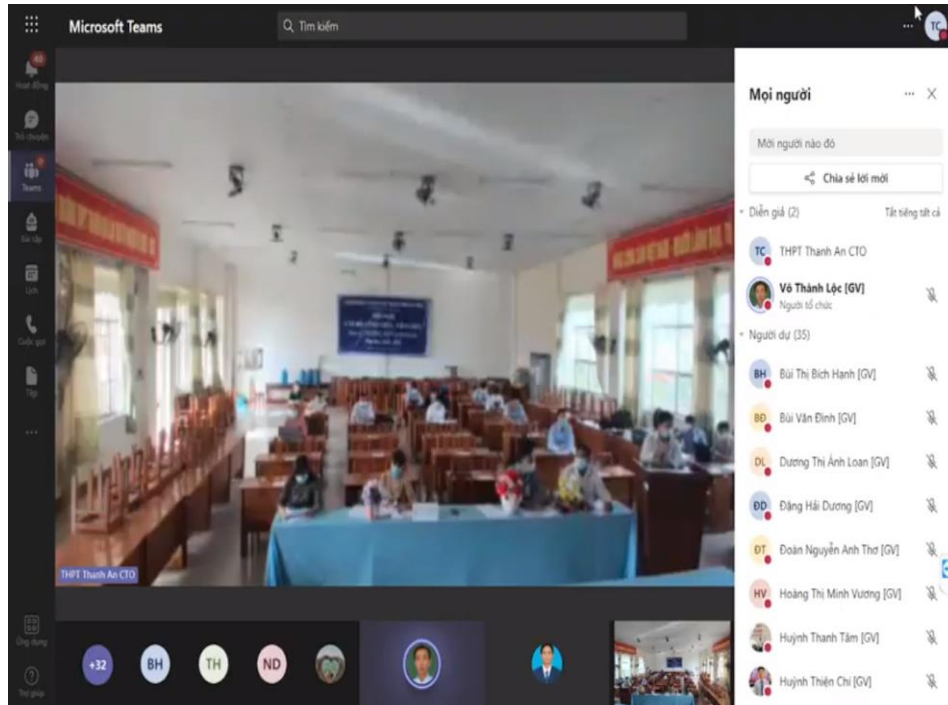 Microsoft Teams
Tìm kiếm
TC
40
Hoạt động
Trò chuyện
Teams
Bài tập
Lịch
Cuộc gọi
Tệp
Ứng dụng
Trợ giúp
THPT Thanh An CTO
+32
BH
TH
ND
Mọi người
Mời người nào đó
Chia sẻ lời mời
Diễn giả (2)
Tắt tiếng tất cả
TC THPT Thanh An CTO
Võ Thành Lộc [GV]
Người tổ chức
Người dự (35)
BH Bùi Thị Bích Hạnh [GV]
BĐ Bùi Văn Đình [GV]
DL Dương Thị Ánh Loan [GV]
ĐD Đặng Hải Dương [GV]
ĐT Đoàn Nguyễn Anh Thơ [GV]
HV Hoàng Thị Minh Vương [GV]
Huỳnh Thanh Tâm [GV]
Huỳnh Thiện Chí [GV]